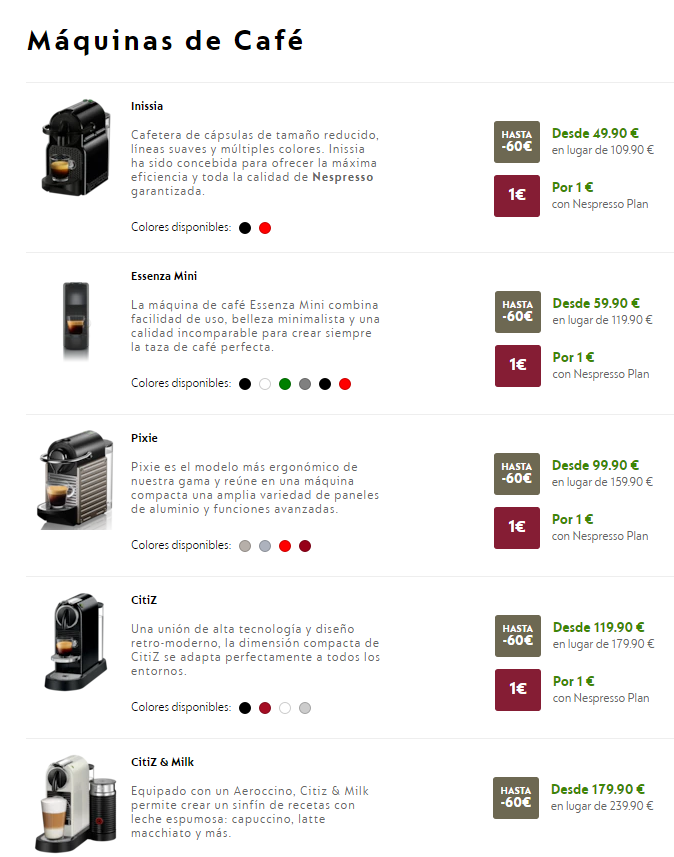 Máquinas de Café
Inissia
Cafetera de cápsulas de tamaño reducido,
líneas suaves y múltiples colores. Inissia
ha sido concebida para ofrecer la máxima
eficiencia y toda la calidad de Nespresso
garantizada.
Colores disponibles:
HASTA
-60€
Desde 49.90 €
en lugar de 109.90 €
1€
Por 1 €
con Nespresso Plan
Essenza Mini
La máquina de café Essenza Mini combina
facilidad de uso, belleza minimalista y una
calidad incomparable para crear siempre
la taza de café perfecta.
Colores disponibles:
HASTA
-60€
Desde 59.90 €
en lugar de 119.90 €
1€
Por 1 €
con Nespresso Plan
Pixie
Pixie es el modelo más ergonómico de
nuestra gama y reúne en una máquina
compacta una amplia variedad de paneles
de aluminio y funciones avanzadas.
Colores disponibles:
HASTA
-60€
Desde 99.90 €
en lugar de 159.90 €
1€
Por 1 €
con Nespresso Plan
CitiZ
Una unión de alta tecnología y diseño
retro-moderno, la dimensión compacta de
CitiZ se adapta perfectamente a todos los
entornos.
Colores disponibles:
HASTA
-60€
Desde 119.90 €
en lugar de 179.90 €
1€
Por 1 €
con Nespresso Plan
CitiZ & Milk
Equipado con un Aeroccino, Citiz & Milk
permite crear un sinfín de recetas con
leche espumosa: capuccino, latte
macchiato y más.
HASTA
-60€
Desde 179.90 €
en lugar de 239.90 €